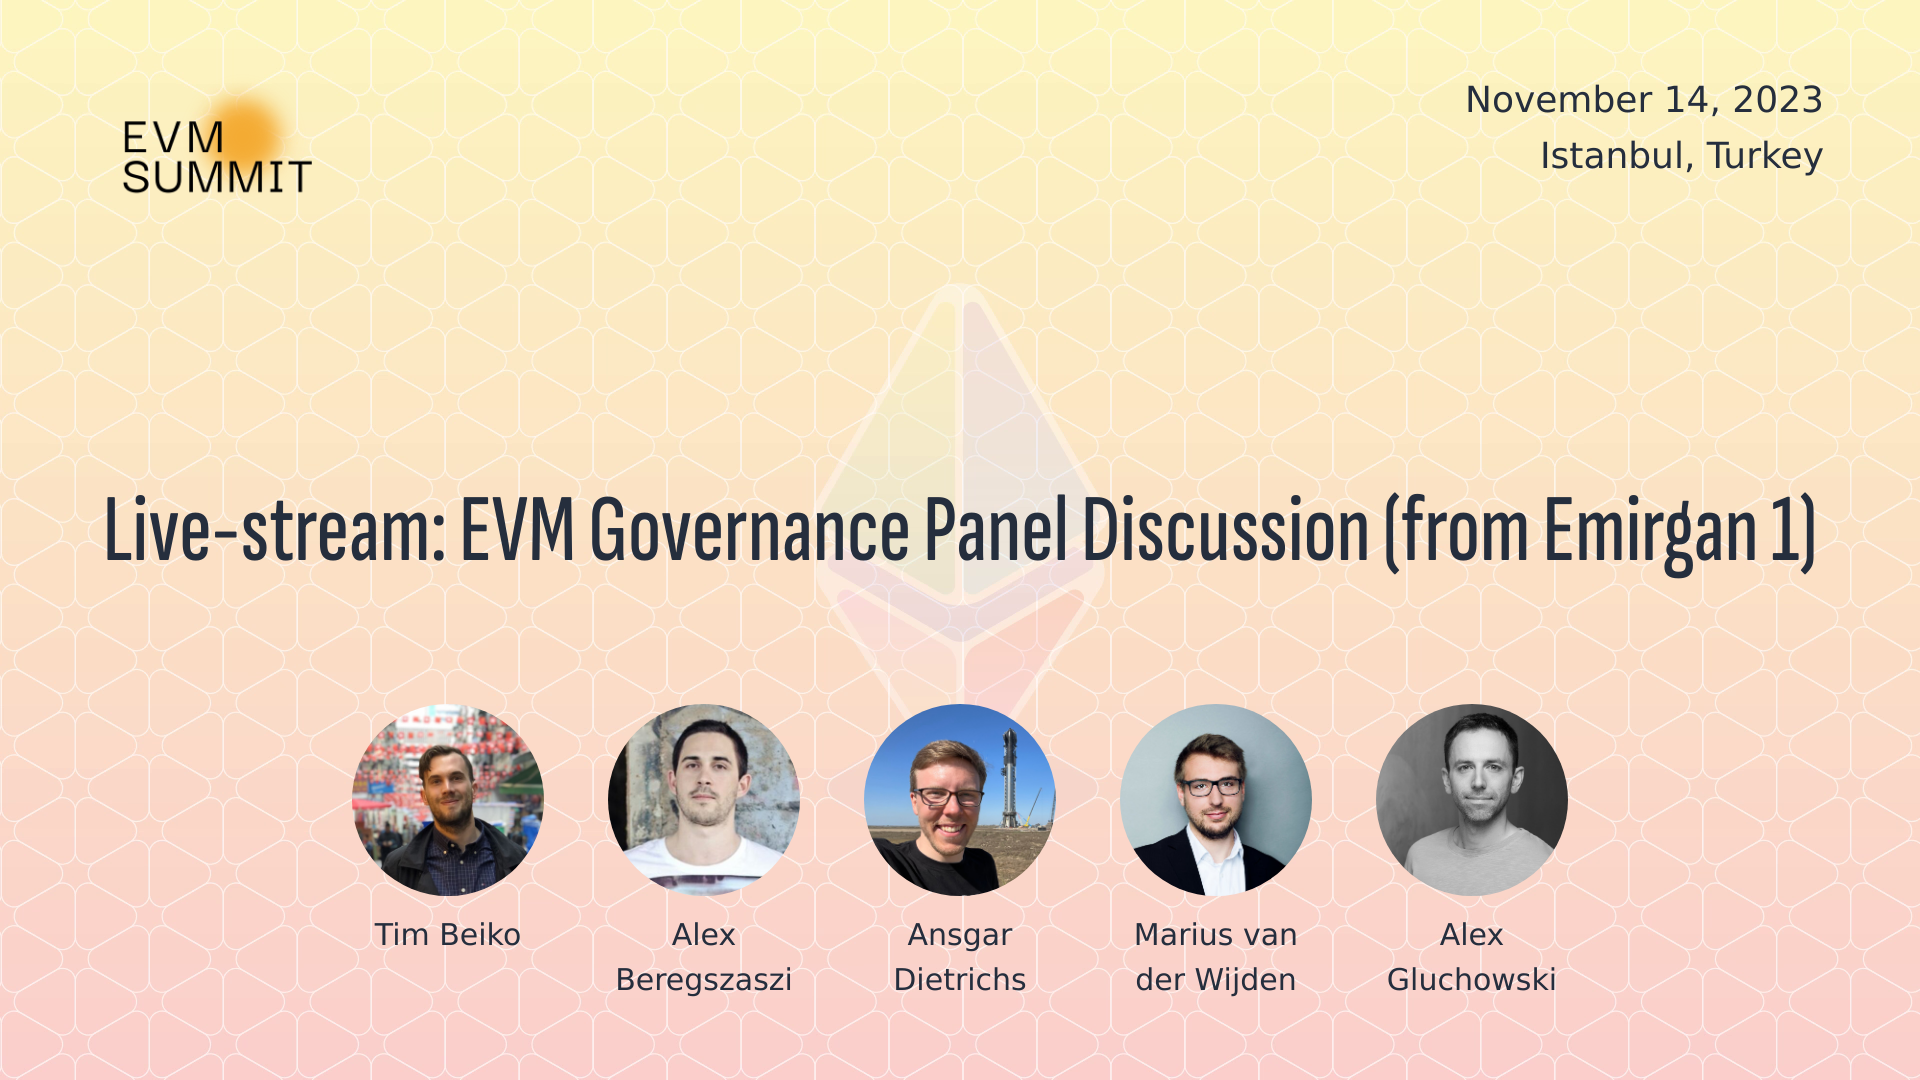 EVM
SUMMIT
November 14, 2023
Istanbul, Turkey
Live-stream: EVM Governance Panel Discussion (from Emirgan 1)
Tim Beiko
Alex
Beregszaszi
Ansgar
Dietrichs
Marius van
der Wijden
Alex
Gluchowski